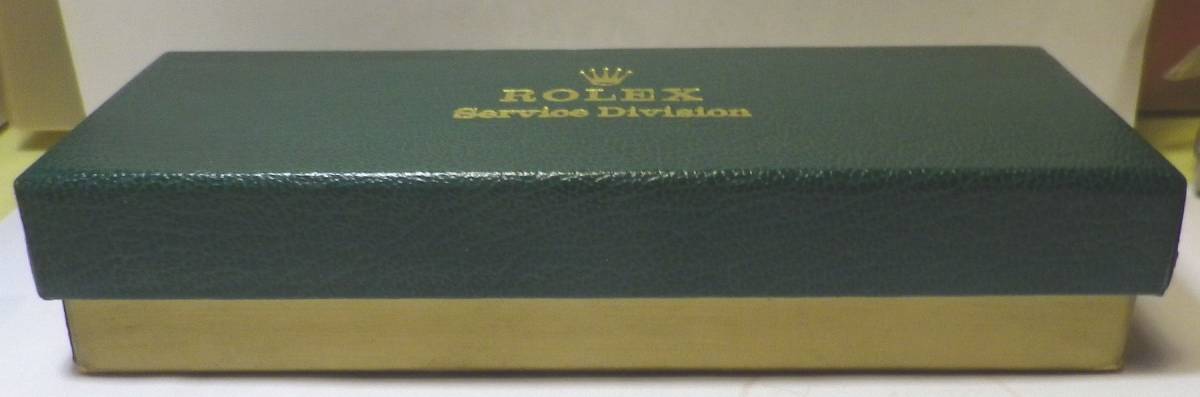 ROLEX
Service Division